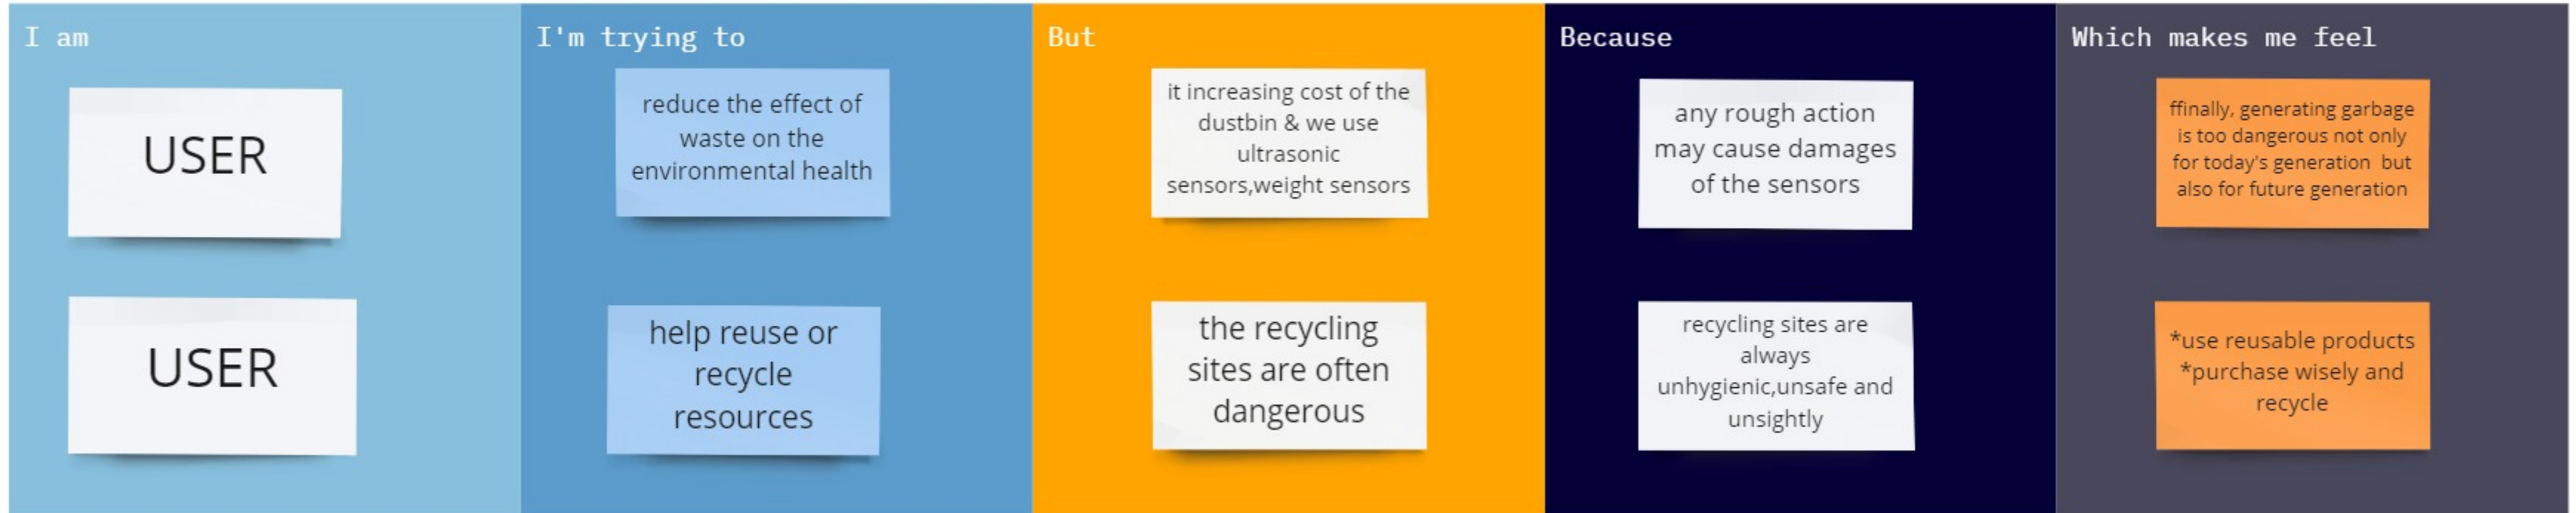 I am
I'm trying to
But
Because
Which makes me feel
USER
reduce the effect of
waste on the
environmental health
it increasing cost of the
dustbin & we use
ultrasonic
sensors,weight sensors
any rough action
may cause damages
of the sensors
ffinally, generating garbage
is too dangerous not only
for today's generation but
also for future generation
USER
help reuse or
recycle
resources
the recycling
sites are often
dangerous
recycling sites are
always
unhygienic,unsafe and
unsightly
*use reusable products
*purchase wisely and
recycle